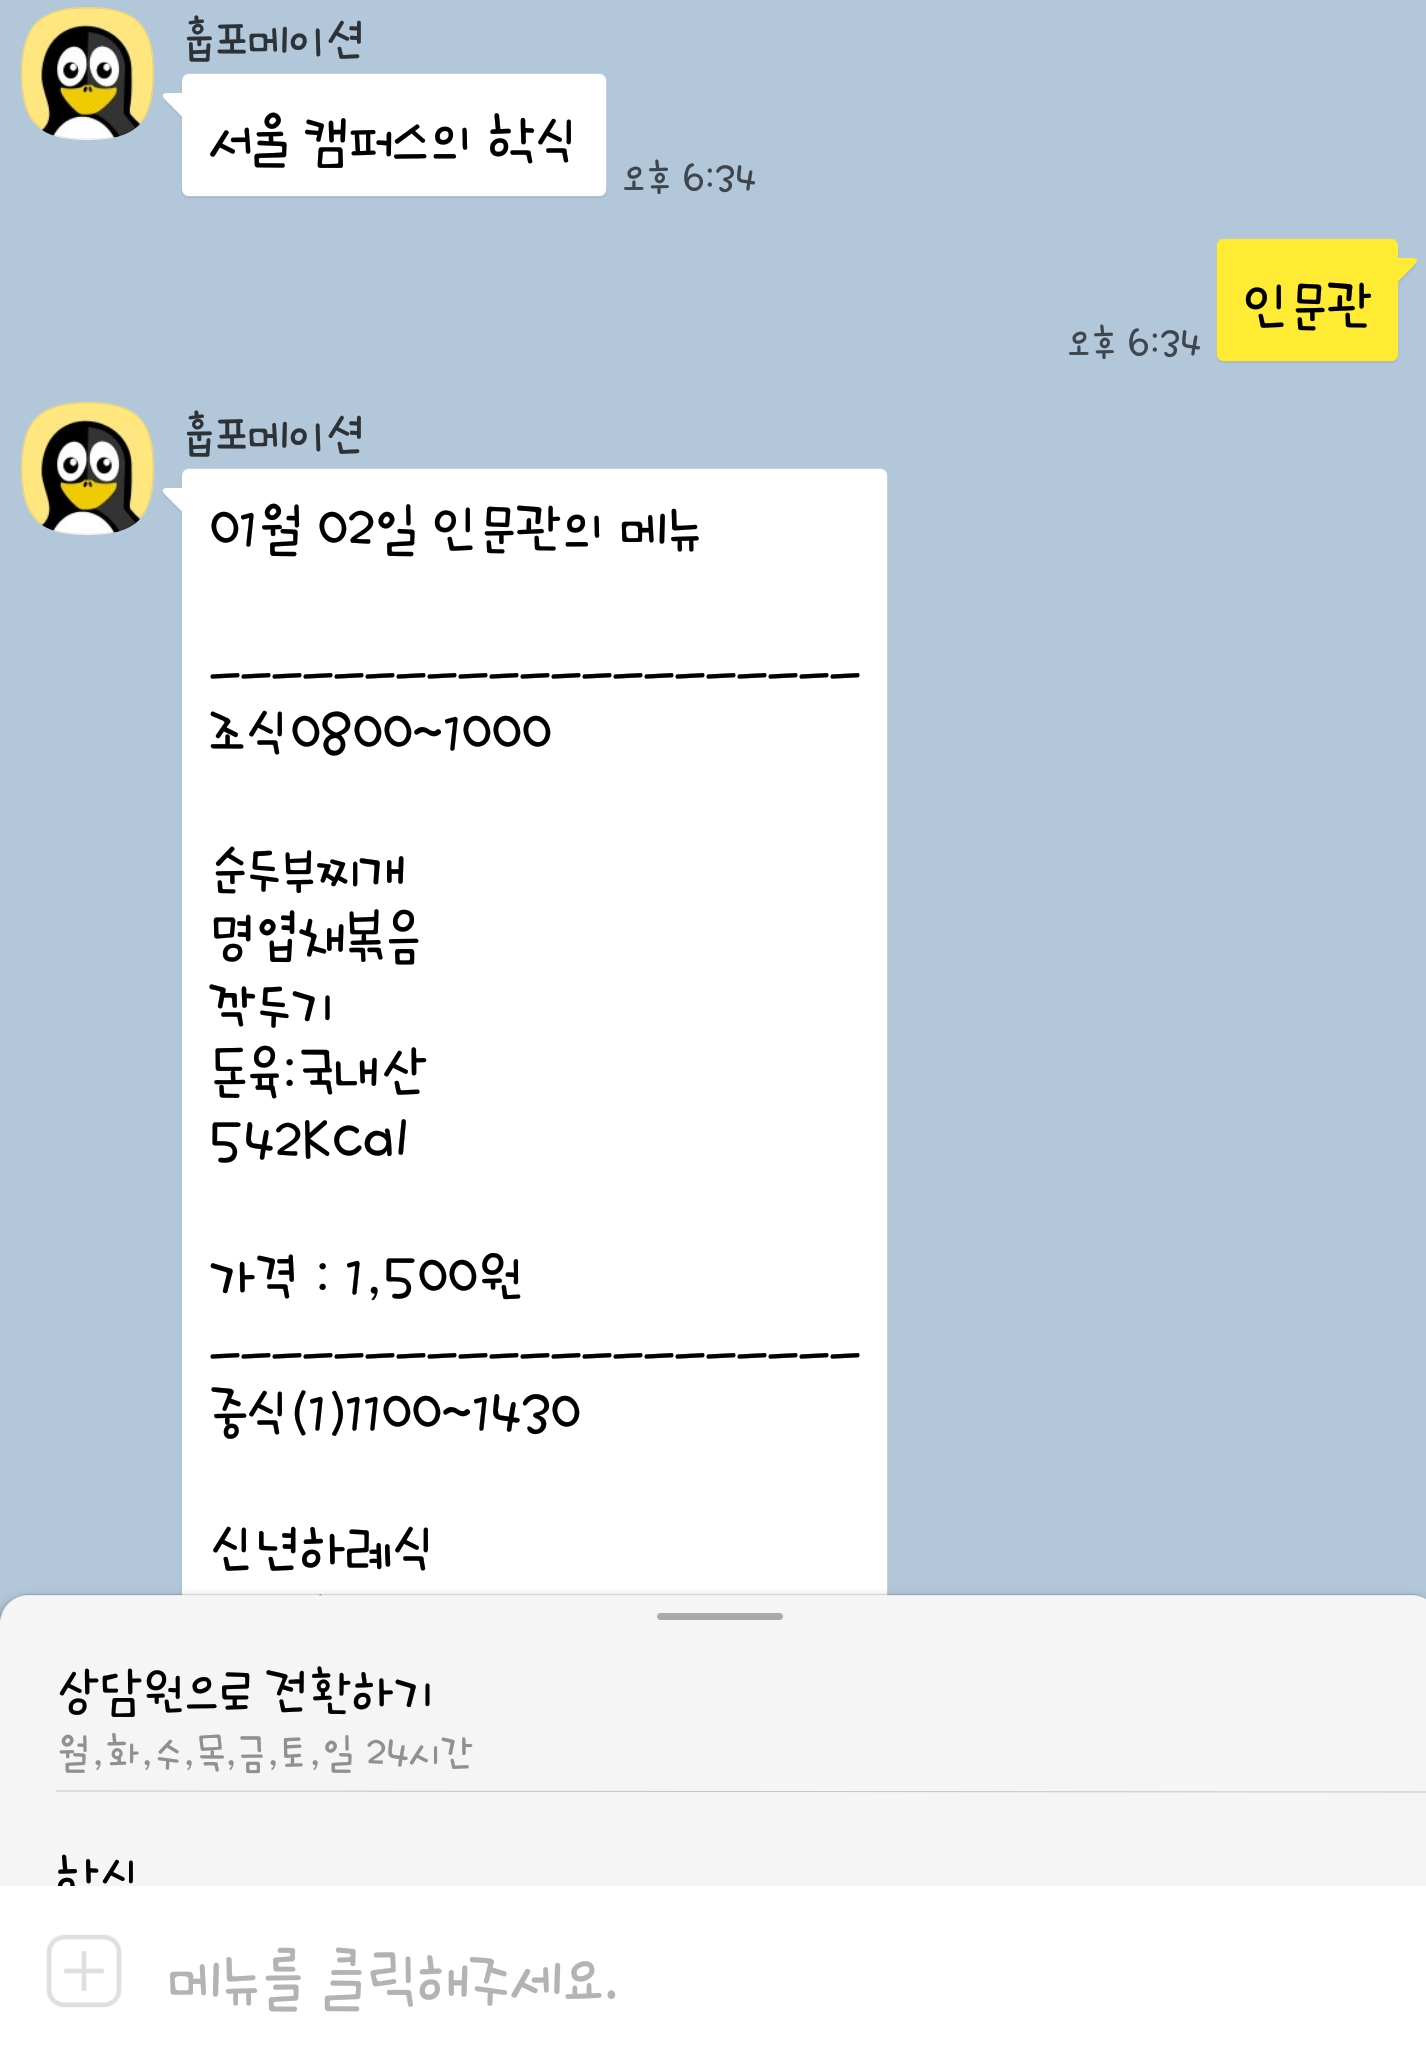 훕포메이션
서울 캠퍼스의 학식
오후 6:34
인문관
오후 6:34
훕포메이션
01월 02일 인문관의 메뉴
_____________________
조식0800~1000
순두부찌개
명엽채볶음
깍두기
돈육:국내산
542Kcal
가격 : 1,500원
_____________________
중식(1)1100~1430
신년하례식
상담원으로 전환하기
월,화,수,목,금,토,일 24시간
학식
메뉴를 클릭해주세요.